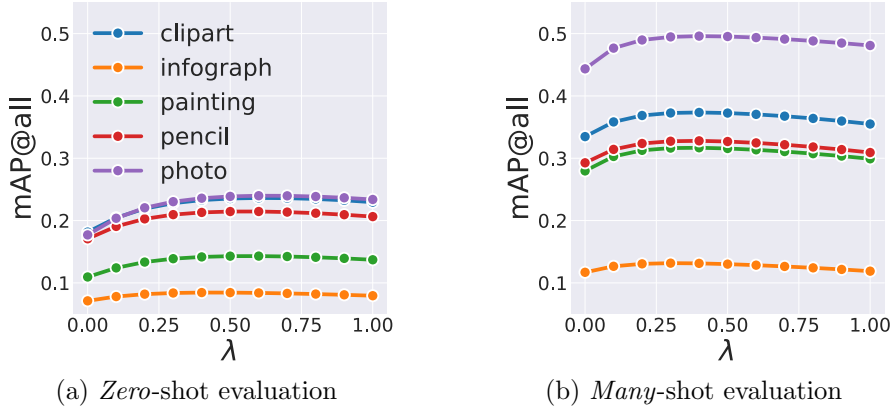 0.5
0.4
0.3
0.2
0.1
mAP@all
clipart
infograph
painting
pencil
photo
0.00 0.25 0.50 0.75 1.00
λ
(a) Zero-shot evaluation
0.5
0.4
0.3
0.2
0.1
mAP@all
0.00 0.25 0.50 0.75 1.00
λ
(b) Many-shot evaluation